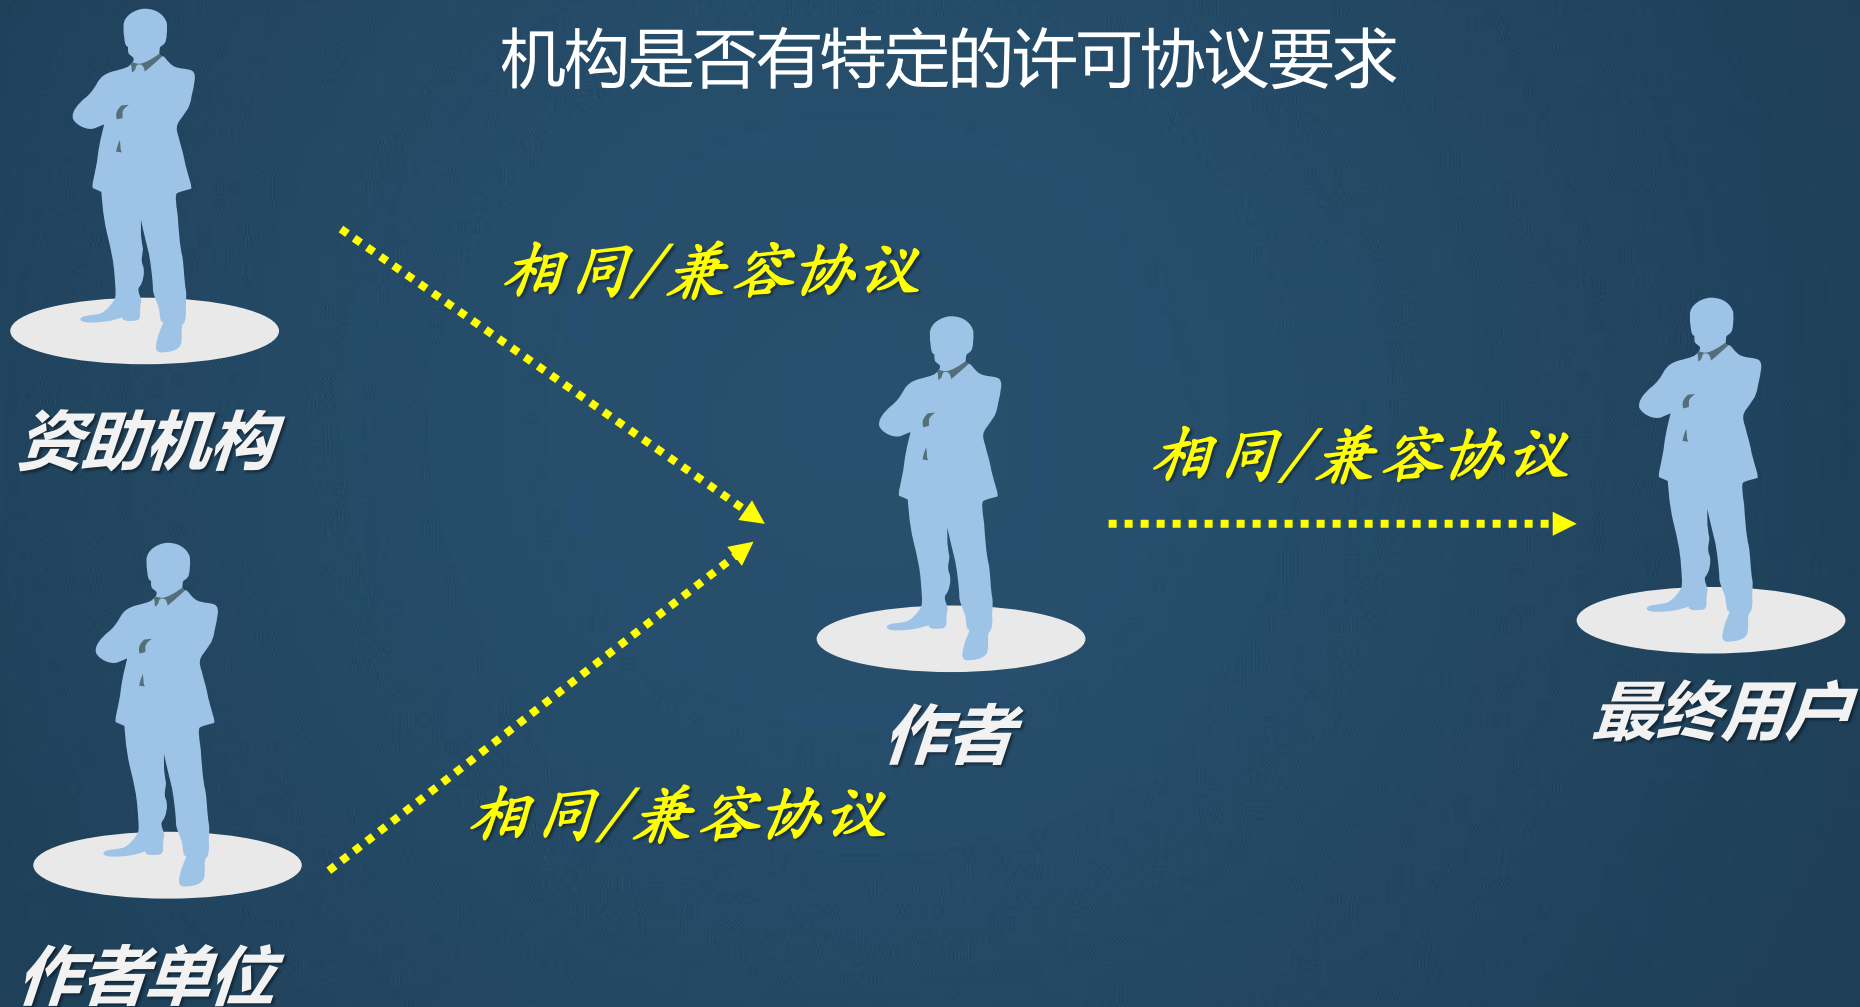 机构是否有特定的许可协议要求
相同/兼容协议
资助机构
相同/兼容协议
作者
最终用户
相同/兼容协议
作者单位